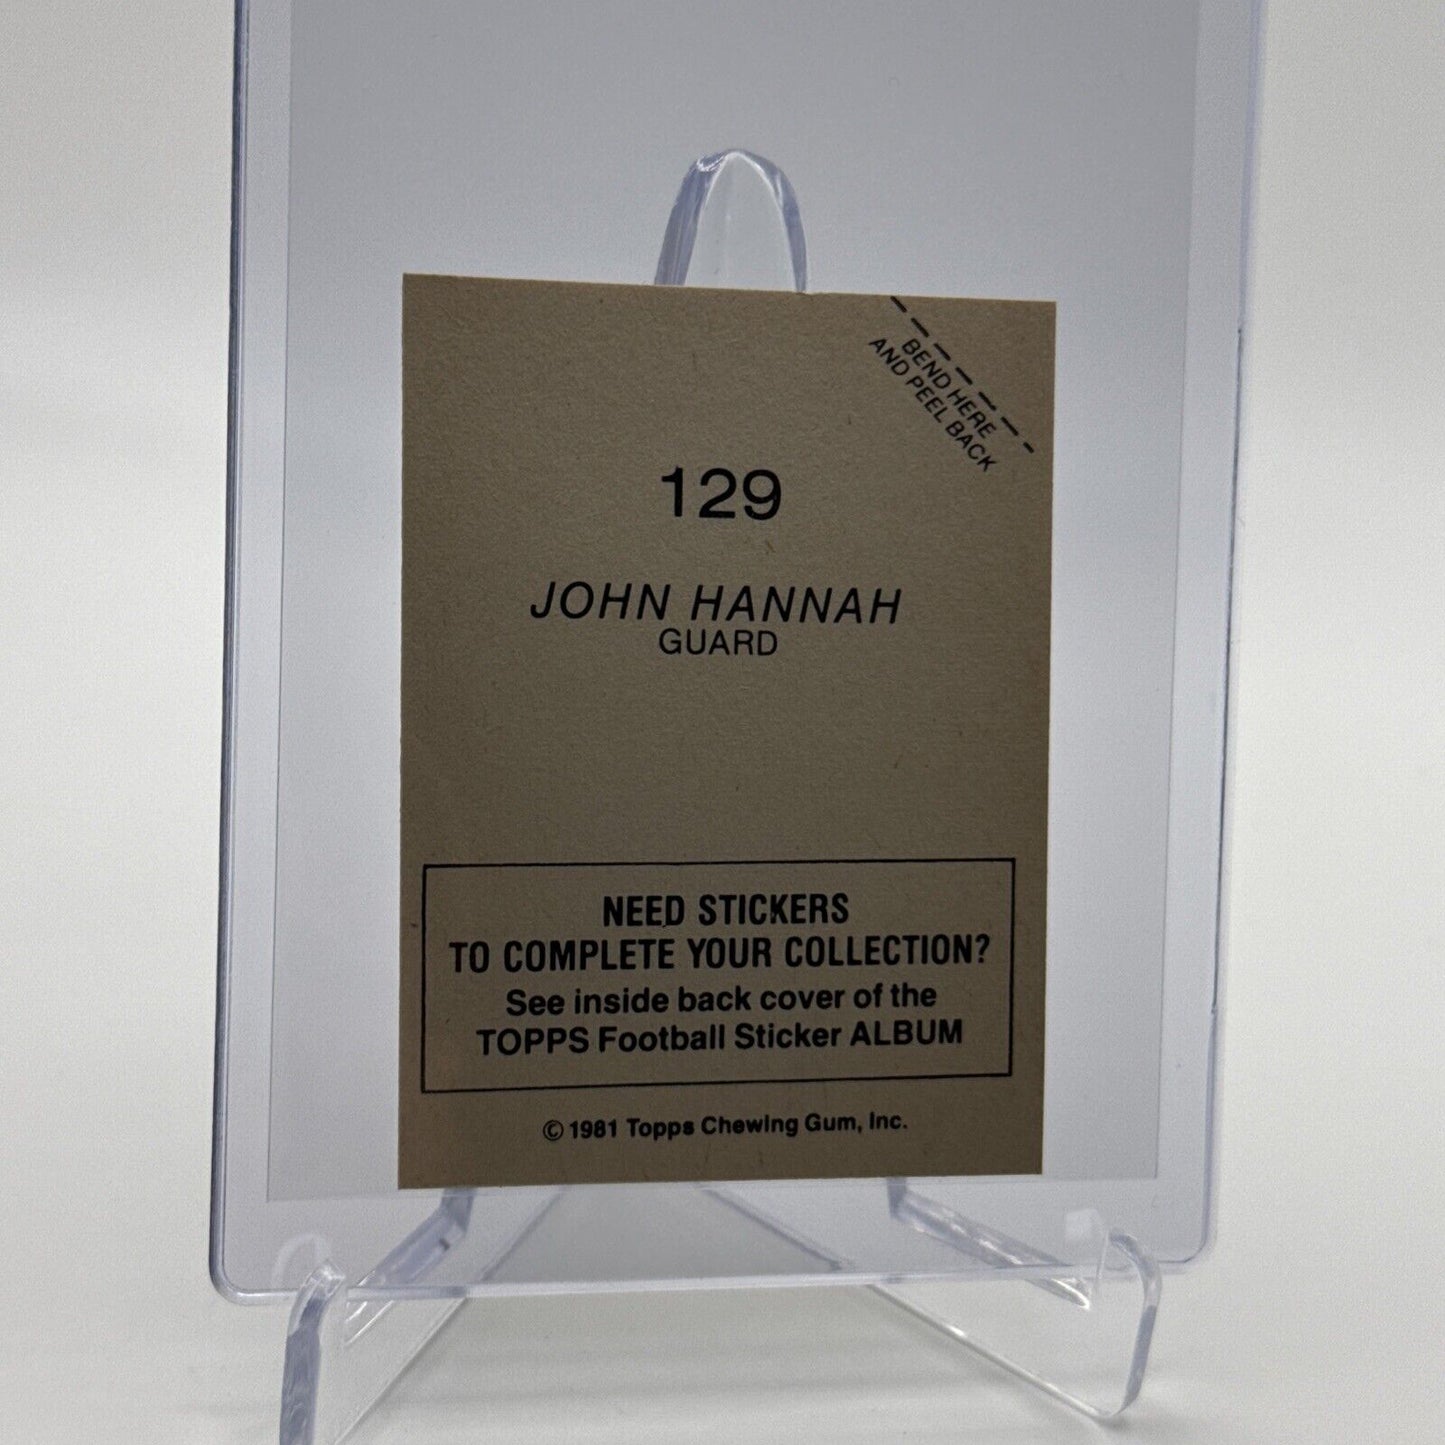 BEND HERE
AND PEEL BACK
129
JOHN HANNAH
GUARD
NEED STICKERS
TO COMPLETE YOUR COLLECTION?
See inside back cover of the
TOPPS Football Sticker ALBUM
© 1981 Topps Chewing Gum, Inc.